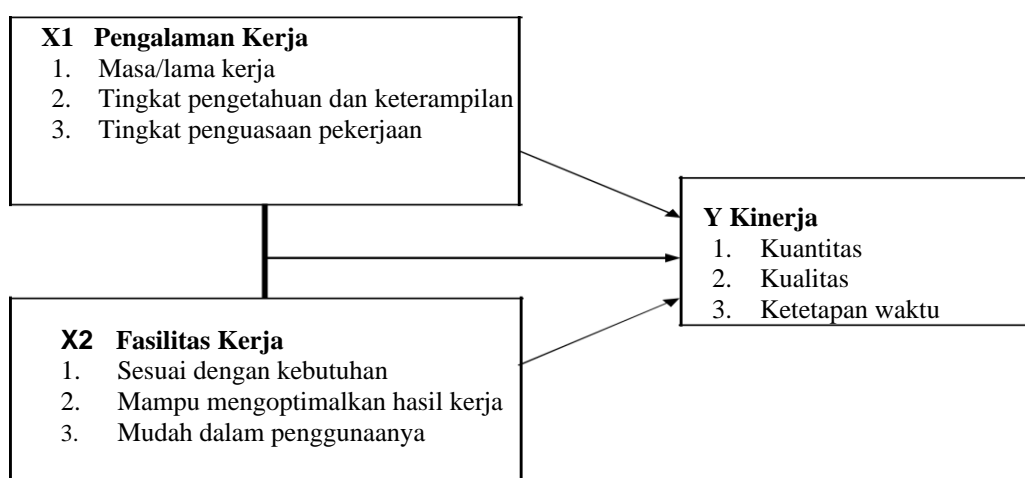 X1 Pengalaman Kerja
1. Masa/lama kerja
2. Tingkat pengetahuan dan keterampilan
3. Tingkat penguasaan pekerjaan
Y Kinerja
1. Kuantitas
2. Kualitas
3. Ketetapan waktu
X2 Fasilitas Kerja
1. Sesuai dengan kebutuhan
2. Mampu mengoptimalkan hasil kerja
3. Mudah dalam penggunaanya